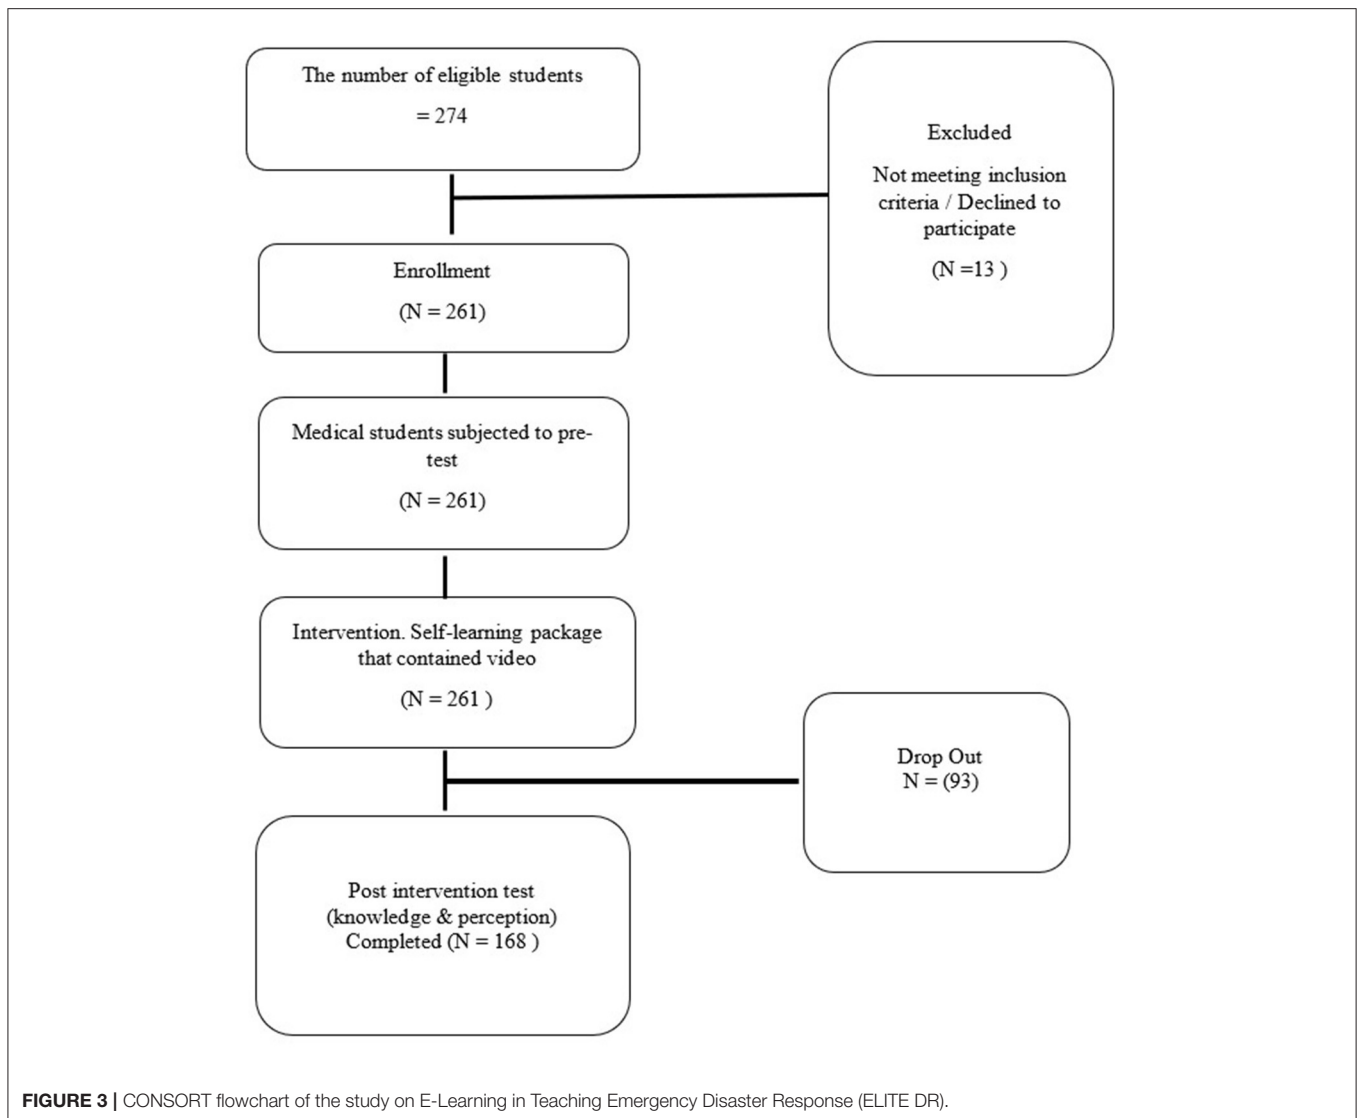 The number of eligible students
= 274
Excluded
Not meeting inclusion
criteria / Declined to
participate
(N =13 )
Enrollment
(N = 261)
Medical students subjected to pre-
test
(N = 261)
Intervention. Self-learning package
that contained video
(N = 261 )
Drop Out
N = (93)
Post intervention test
(knowledge & perception)
Completed (N = 168 )
FIGURE 3 | CONSORT flowchart of the study on E-Learning in Teaching Emergency Disaster Response (ELITE DR).